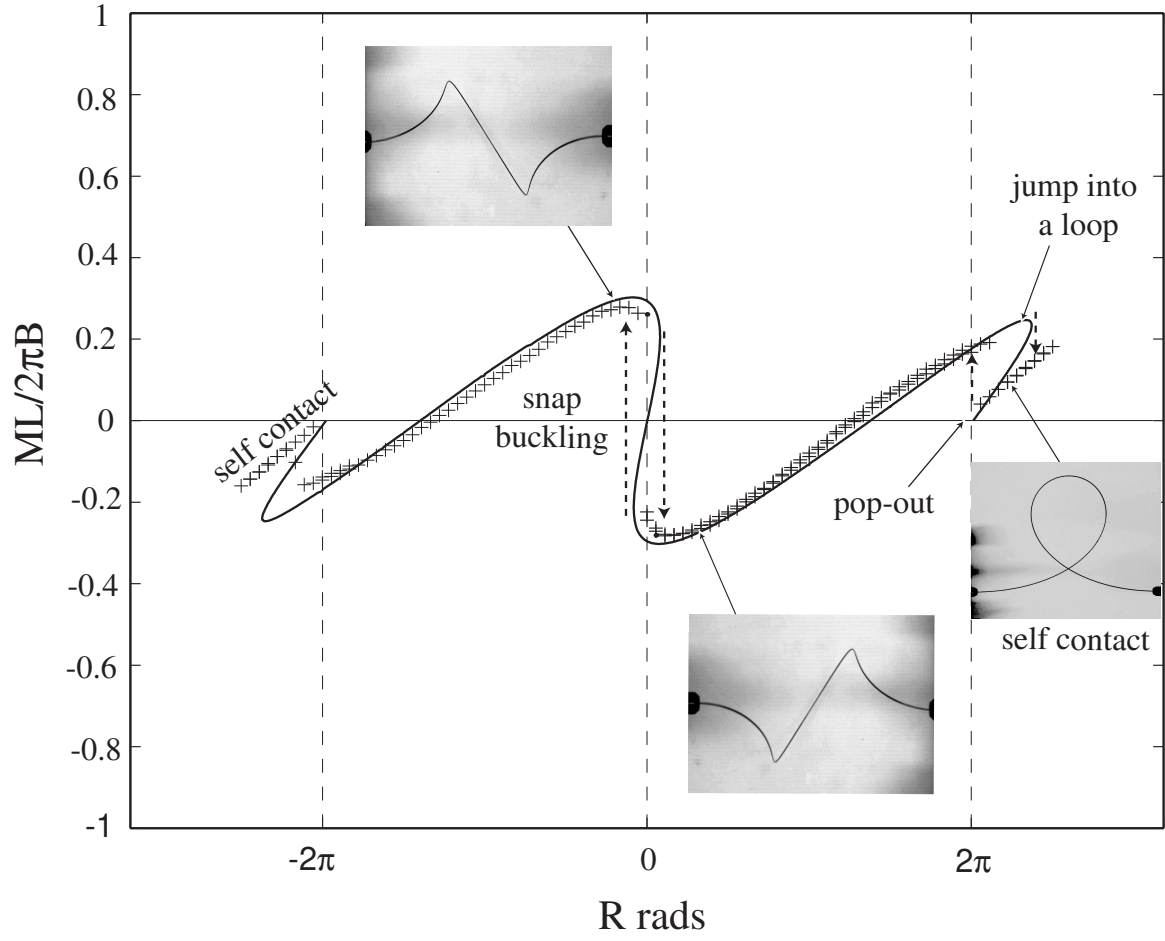 1
0.8
0.6
0.4
0.2
0
-0.2
-0.4
-0.6
-0.8
-1
ML/2πB
jump into
a loop
self contact
snap
buckling
pop-out
self contact
-2π
0
2π
R rads